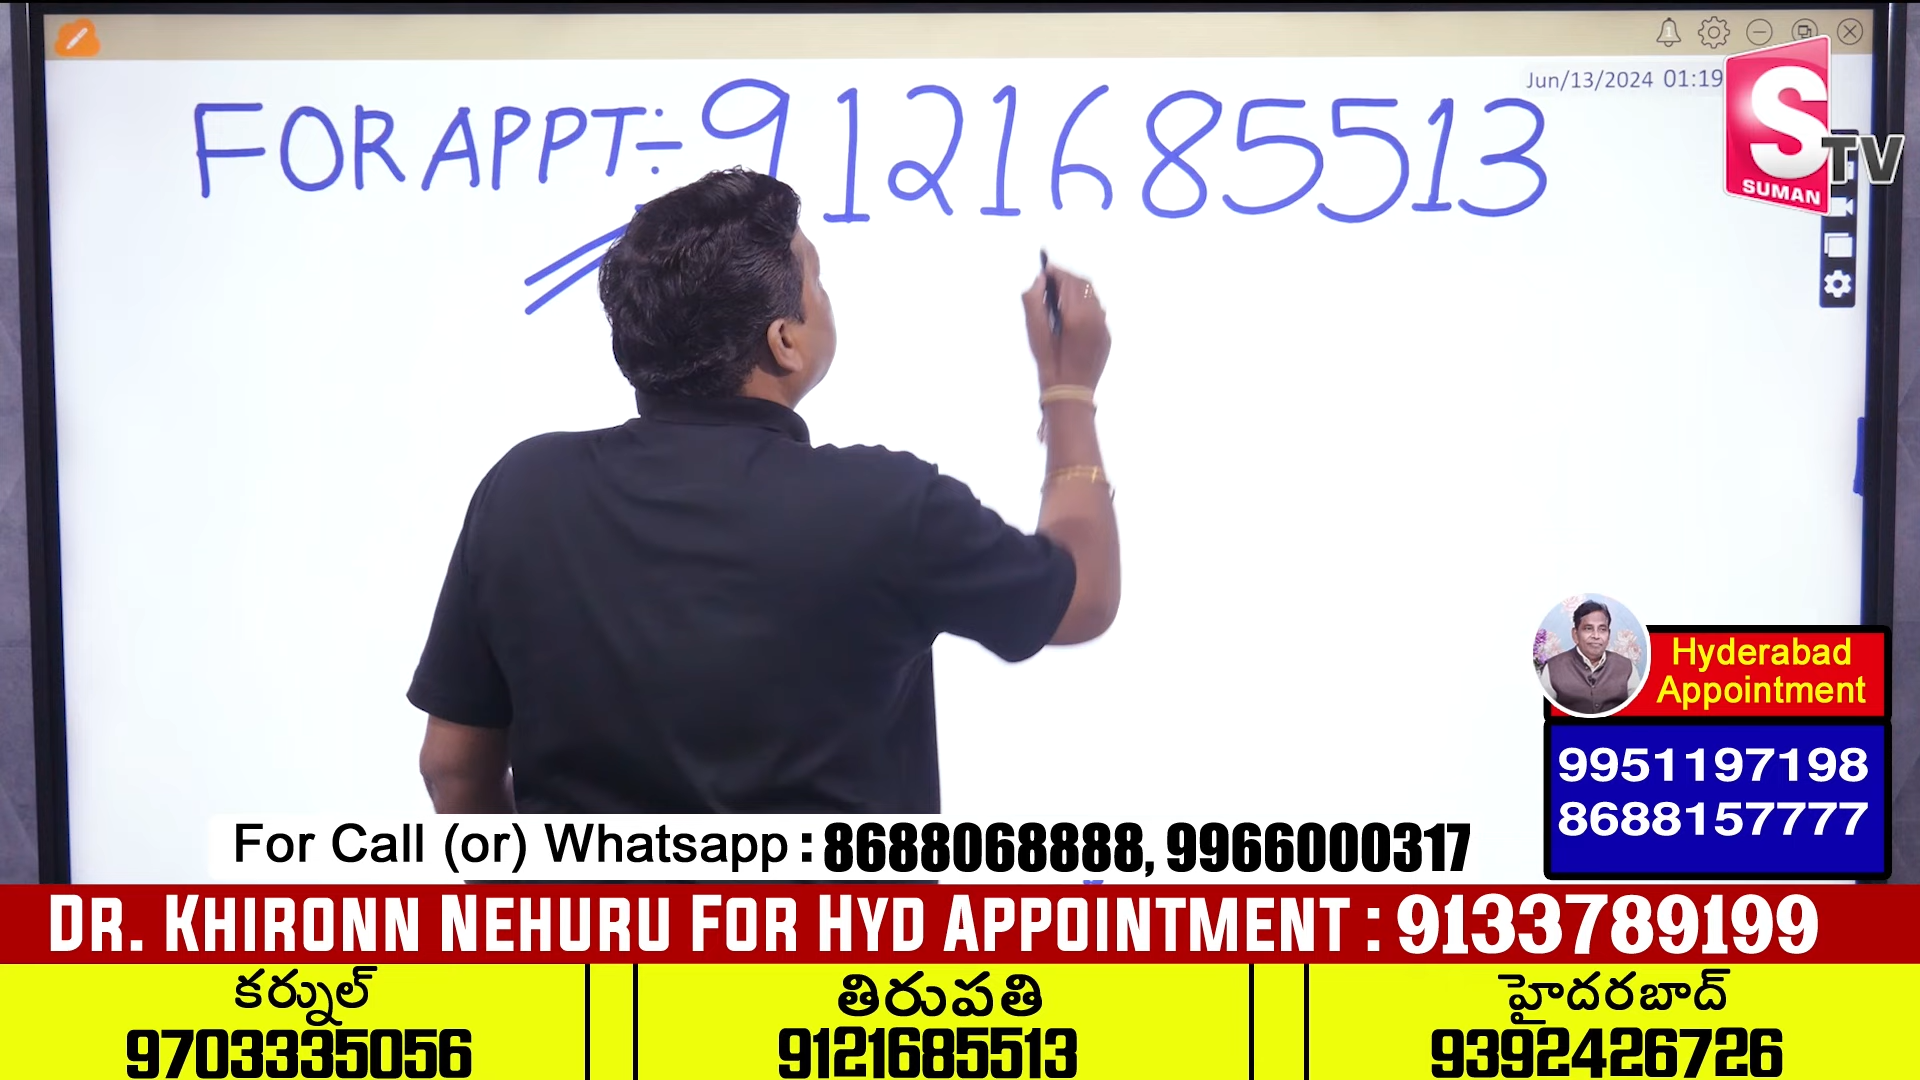 Jun/13/2024 01:19
FOR APPT:- 9121685513
S TV
SUMAN
Hyderabad
Appointment
9951197198
8688157777
For Call (or) Whatsapp : 8688068888, 9966000317
DR. KHIRONN NEHURU FOR HYD APPOINTMENT : 9133789199
కర్నుల్
9703335056
తిరుపతి
9121685513
హైదరబాద్
9392426726